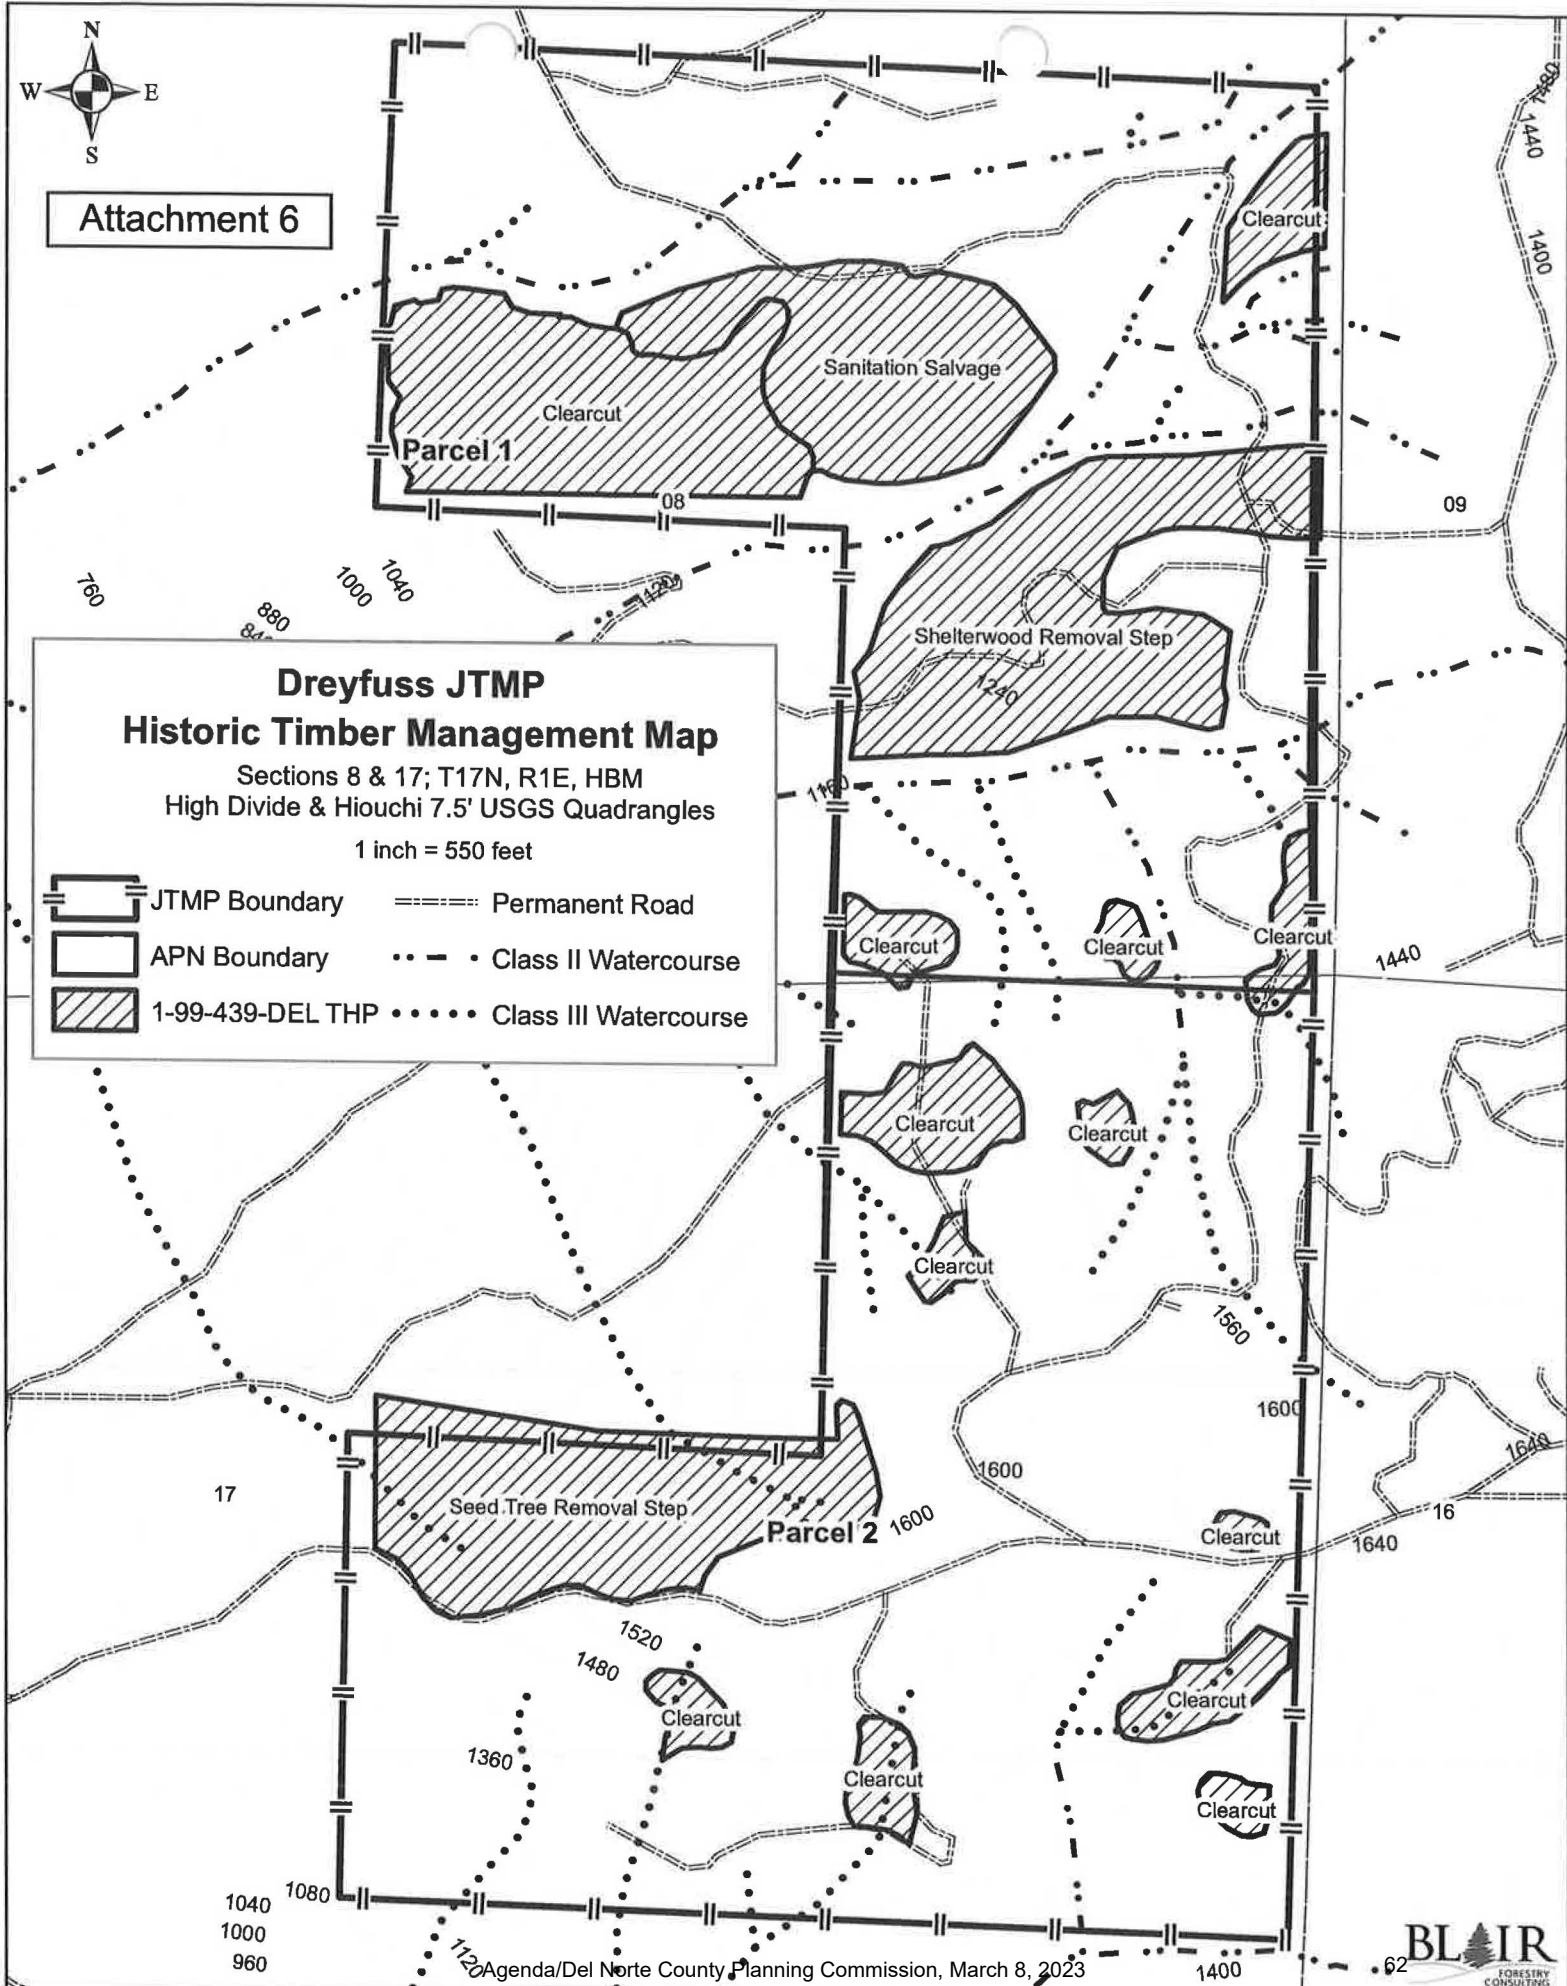 N
W E
S
Attachment 6
1480
1440
1400
Clearcut
Sanitation Salvage
Clearcut
Parcel 1
08
09
760
1000
1040
880
1120
Shelterwood Removal Step
1240
Dreyfuss JTMP
Historic Timber Management Map
Sections 8 & 17; T17N, R1E, HBM
High Divide & Hiouchi 7.5' USGS Quadrangles
1 inch = 550 feet
JTMP Boundary
Permanent Road
APN Boundary
Class II Watercourse
1-99-439-DEL THP
Class III Watercourse
1160
Clearcut
Clearcut
Clearcut
1440
Clearcut
Clearcut
Clearcut
1560
1600
1600
1640
17
Seed Tree Removal Step
Parcel 2
1600
Clearcut
16
1640
1520
1480
Clearcut
Clearcut
1360
Clearcut
Clearcut
1080
1040
1000
960
1120
Agenda/Del Norte County Planning Commission, March 8, 2023
1400
62
BLAIR
FORESTRY
CONSULTING